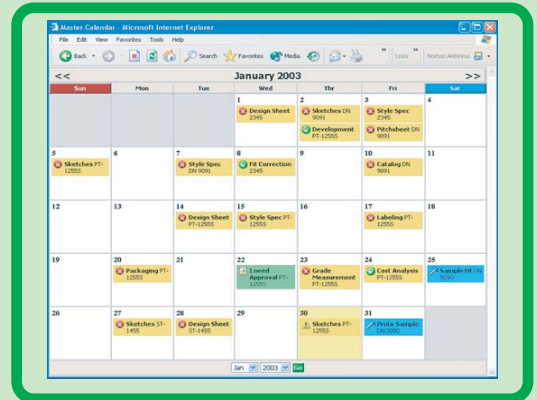 Master Calendar - Microsoft Internet Explorer
File Edit View Favorites Tools Help
Back Search Favorites Media Links Norton AntiVirus
<< January 2003 >>
Sun Mon Tue Wed Thr Fri Sat
1 2 3 4
Design Sheet 2345
Sketches DN 9091
Development PT-1255S
Style Spec 2345
Pitchsheet DN 9091
5 6 7 8 9 10 11
Sketches PT-1255S
Style Spec DN 9091
Fit Correction 2345
Catalog DN 9091
12 13 14 15 16 17 18
Design Sheet PT-1255S
Style Spec PT-1255S
Labeling PT-1255S
19 20 21 22 23 24 25
Packaging PT-1255S
I need Approval PT-1255S
Grade Measurement PT-1255S
Cost Analysis PT-1255S
Sample Fit DN 9090
26 27 28 29 30 31
Sketches ST-1455
Design Sheet ST-1455
Sketches PT-1255S
Proto Sample DN 9090
Jan 2003 Go